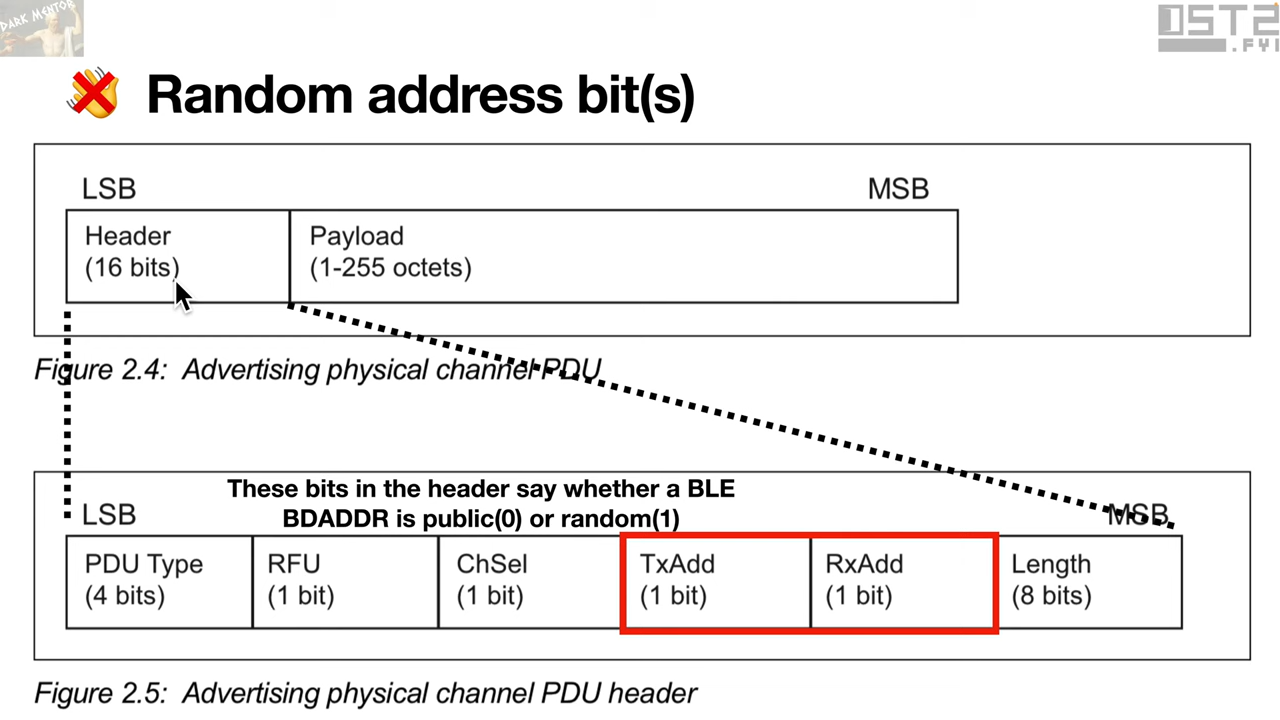 DARK MENTOR
OST2
.FYI
Random address bit(s)
LSB
MSB
Header
(16 bits)
Payload
(1-255 octets)
Figure 2.4: Advertising physical channel PDU
These bits in the header say whether a BLE
BDADDR is public(0) or random(1)
LSB
MSB
PDU Type
(4 bits)
RFU
(1 bit)
ChSel
(1 bit)
TxAdd
(1 bit)
RxAdd
(1 bit)
Length
(8 bits)
Figure 2.5: Advertising physical channel PDU header